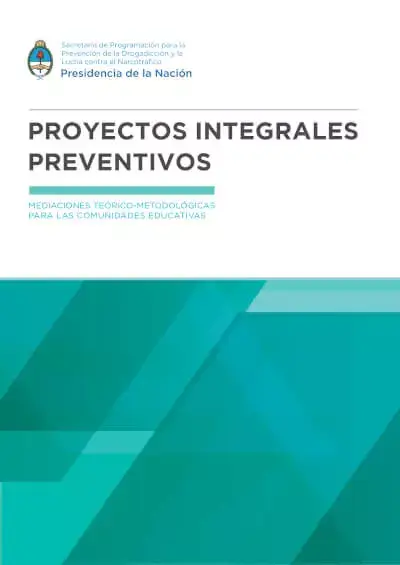 Secretaría de Programación para la
Prevención de la Drogadicción y la
Lucha contra el Narcotráfico
Presidencia de la Nación
PROYECTOS INTEGRALES
PREVENTIVOS
MEDIACIONES TEÓRICO-METODOLÓGICAS
PARA LAS COMUNIDADES EDUCATIVAS